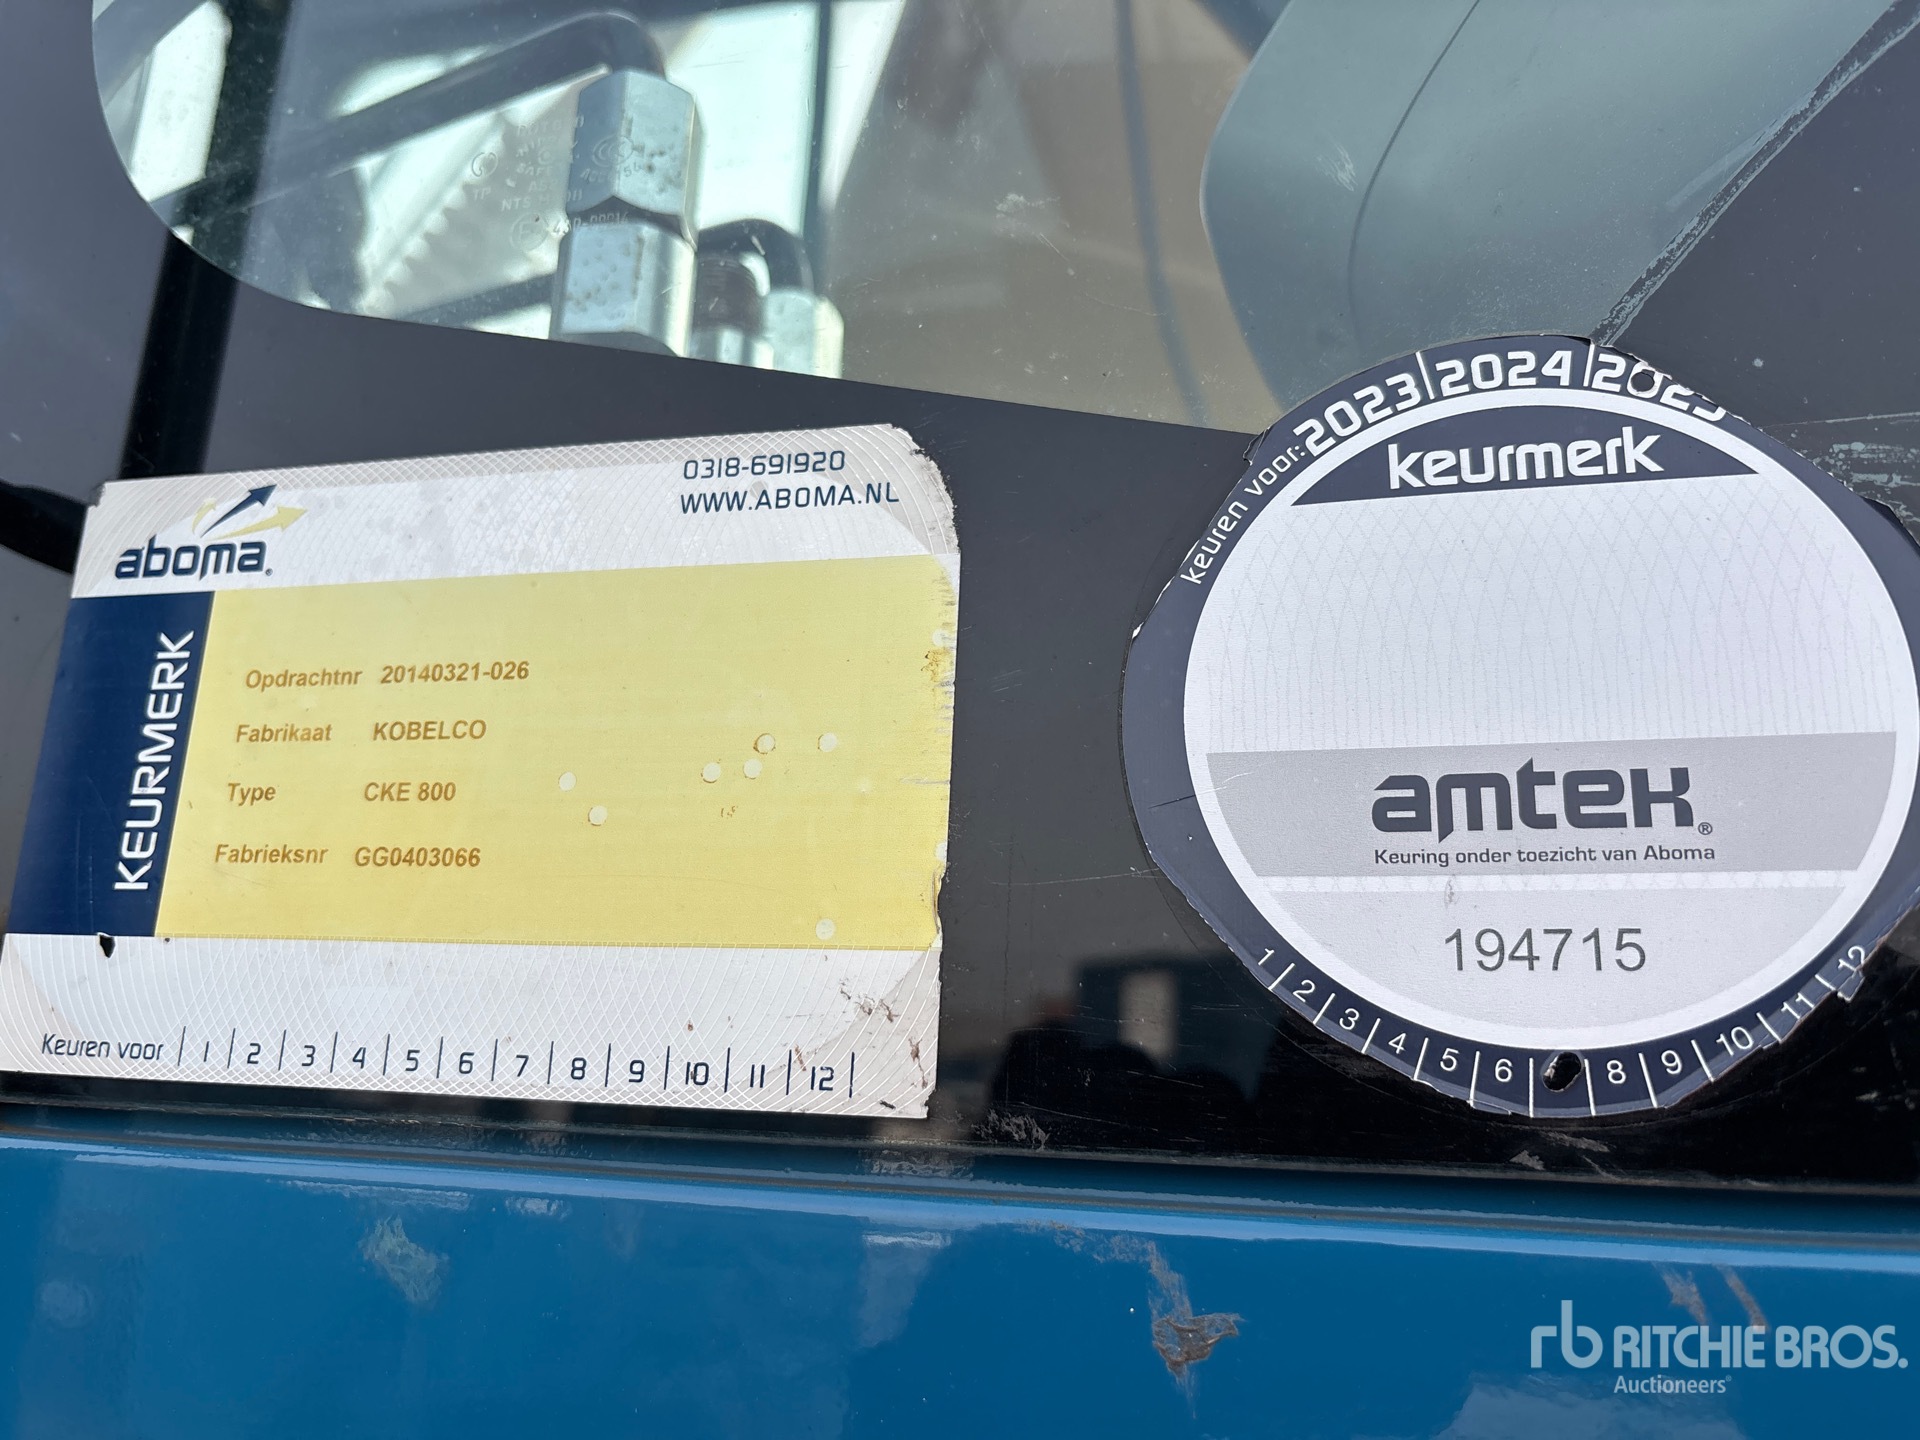 aboma®
0318-691920
WWW.ABOMA.NL
KEURMERK
Opdrachtnr 20140321-026
Fabrikaat KOBELCO
Type CKE 800
Fabrieksnr GG0403066
Keuren voor | 1 | 2 | 3 | 4 | 5 | 6 | 7 | 8 | 9 | 10 | 11 | 12 |
keuren voor: 2023 | 2024 | 2025
keurmerk
amtek®
Keuring onder toezicht van Aboma
194715
1 | 2 | 3 | 4 | 5 | 6 | | 8 | 9 | 10 | 11 | 12
rb RITCHIE BROS.
Auctioneers